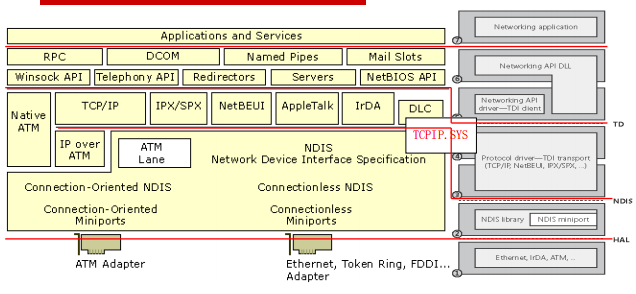 Applications and Services
RPC
DCOM
Named Pipes
Mail Slots
Winsock API
Telephony API
Redirectors
Servers
NetBIOS API
Native
ATM
TCP/IP
IPX/SPX
NetBEUI
AppleTalk
IrDA
DLC
IP over
ATM
ATM
Lane
NDIS
Network Device Interface Specification
Connection-Oriented NDIS
Connectionless NDIS
Connection-Oriented
Miniports
Connectionless
Miniports
ATM Adapter
Ethernet, Token Ring, FDDI...
Adapter
TCPIP.SYS
7
Networking application
6
Networking API DLL
Networking API
driver—TDI client
TD
4
Protocol driver—TDI transport
(TCP/IP, NetBEUI, IPX/SPX, ...)
3
NDIS
NDIS library
NDIS miniport
2
HAL
Ethernet, IrDA, ATM, ...
1